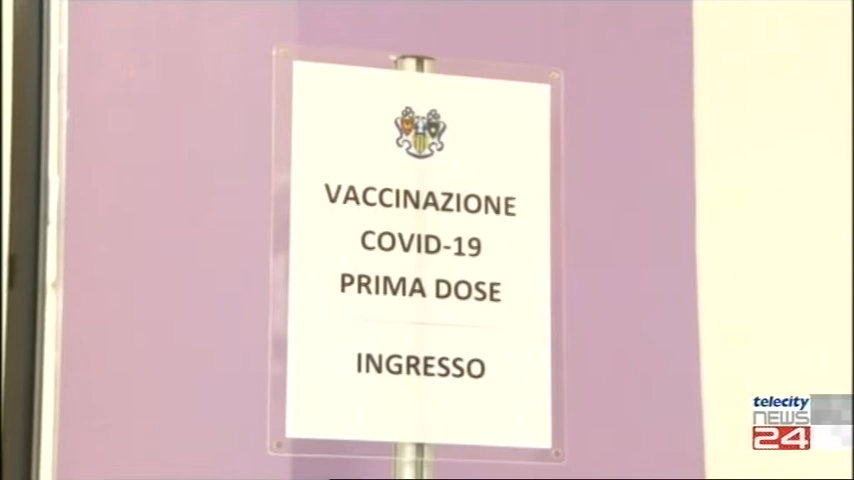 VACCINAZIONE
COVID-19
PRIMA DOSE
INGRESSO
telecity
NEWS
24